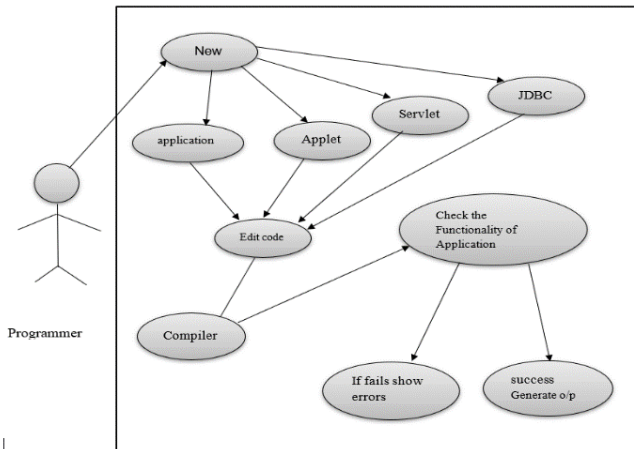 New
JDBC
Servlet
application
Applet
Edit code
Check the
Functionality of
Application
Programmer
Compiler
If fails show
errors
success
Generate o/p